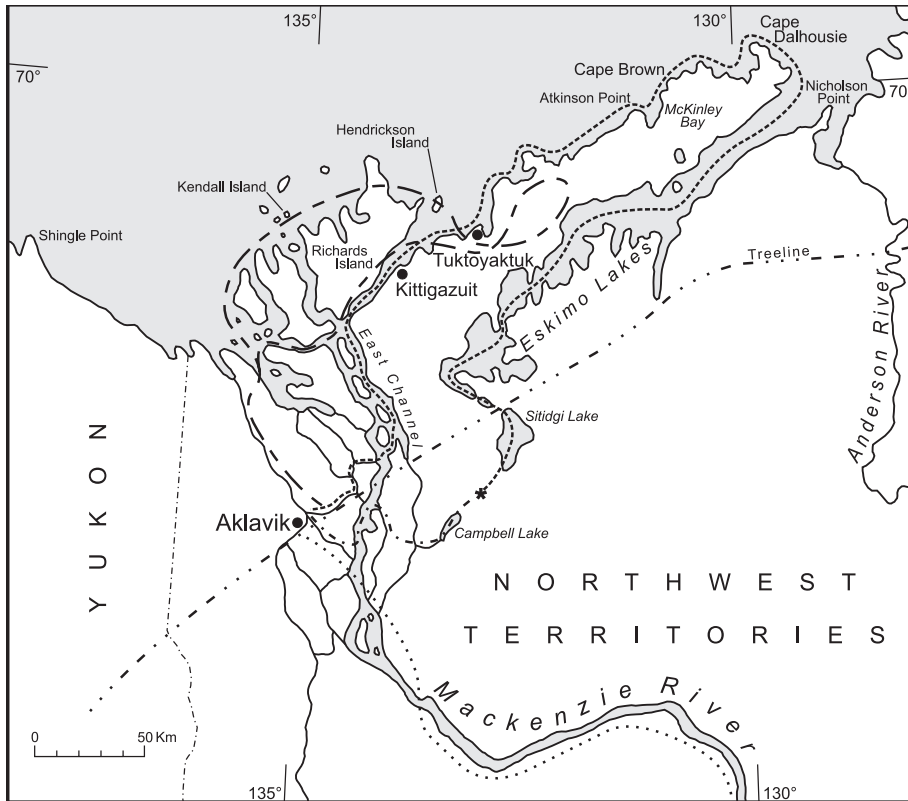 135°
130°
Cape
Dalhousie
70°
Cape Brown
Nicholson
Point
70
Atkinson Point
McKinley
Bay
Hendrickson
Island
Kendall Island
Shingle Point
Richards
Island
Tuktoyaktuk
Treeline
Kittigazuit
Eskimo Lakes
Anderson River
East Channel
Sitidgi Lake
YUKON
*
Aklavik
Campbell Lake
NORTHWEST
TERRITORIES
Mackenzie River
0 50 Km
135°
130°